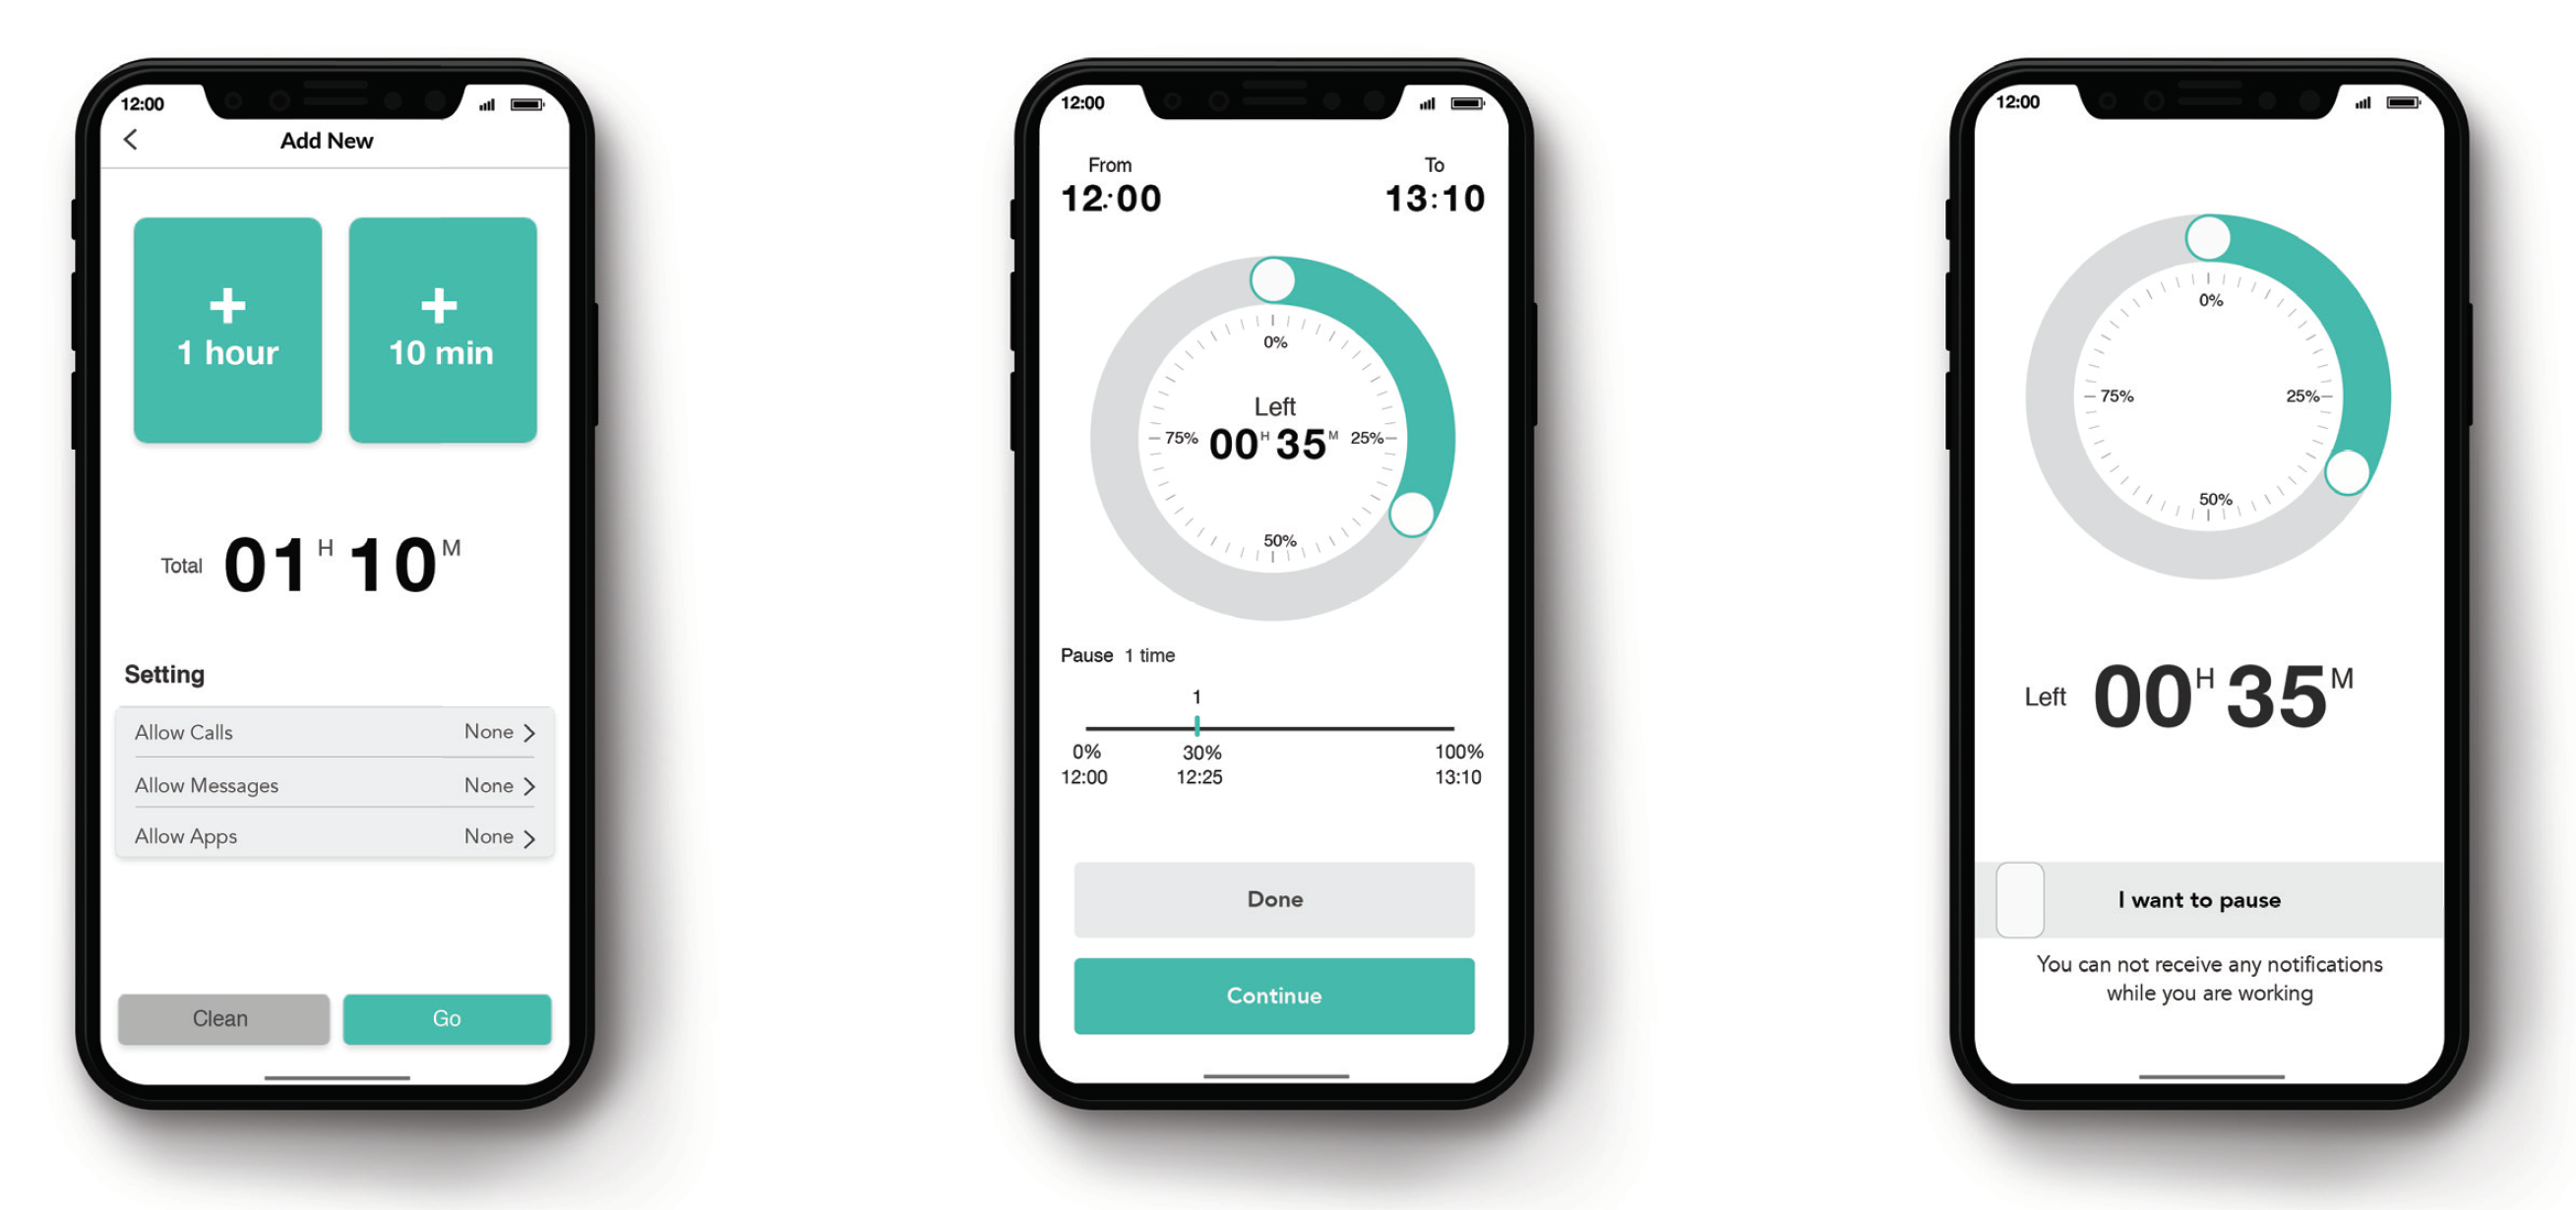 12:00
Add New
+
1 hour
+
10 min
Total 01 H 10 M
Setting
Allow Calls None
Allow Messages None
Allow Apps None
Clean
Go
12:00
From
12:00
To
13:10
0%
Left
75% 00 H 35 M 25%
50%
Pause 1 time
1
0% 30% 100%
12:00 12:25 13:10
Done
Continue
12:00
0%
75% 25%
50%
Left 00 H 35 M
I want to pause
You can not receive any notifications
while you are working